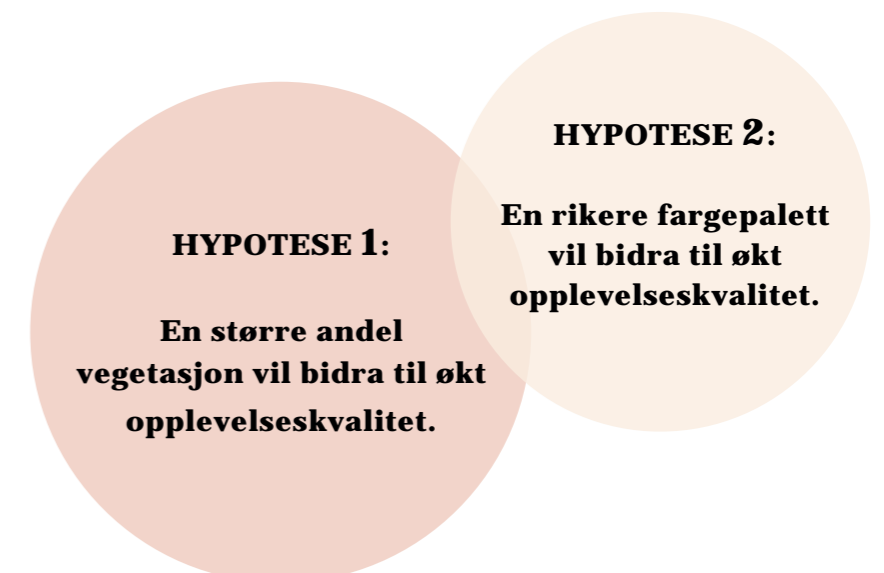 HYPOTESE 1:
En større andel
vegetasjon vil bidra til økt
opplevelseskvalitet.
HYPOTESE 2:
En rikere fargepalett
vil bidra til økt
opplevelseskvalitet.